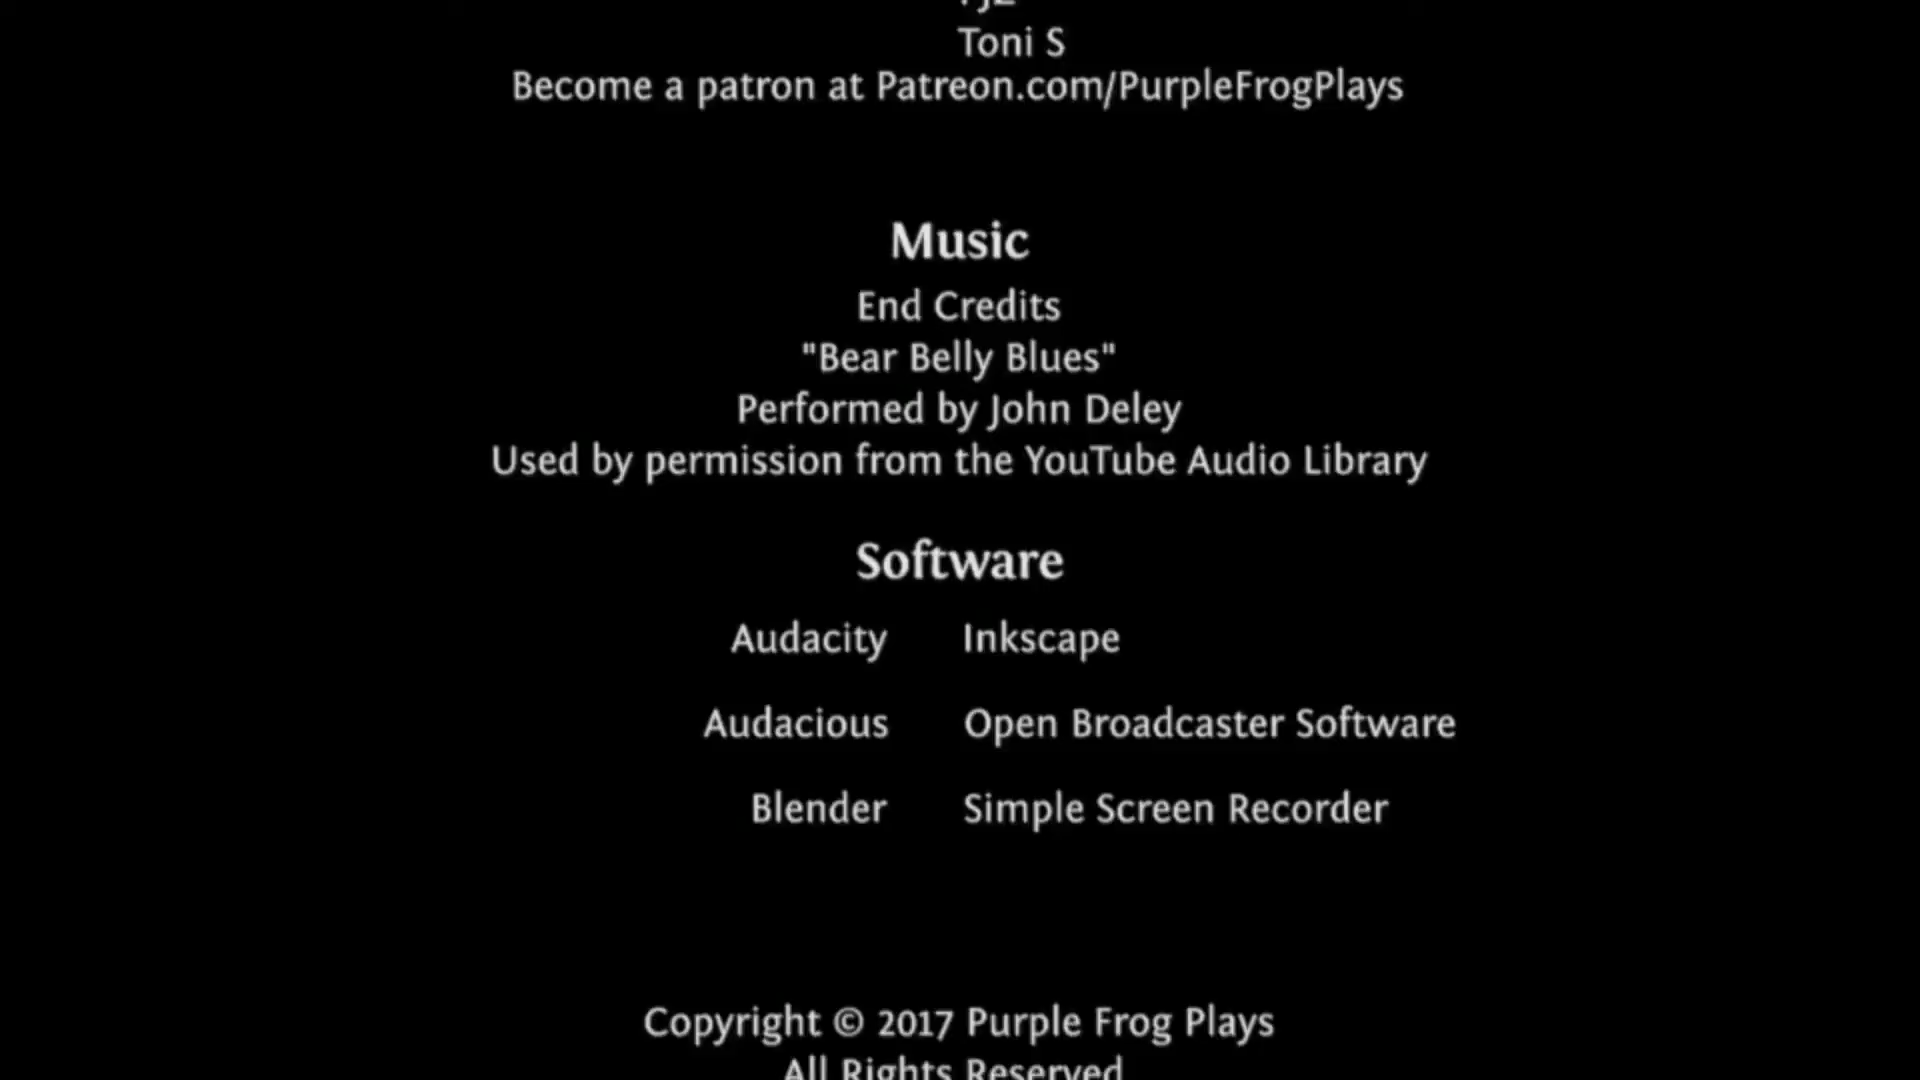 Toni S
Become a patron at Patreon.com/PurpleFrogPlays
Music
End Credits
"Bear Belly Blues"
Performed by John Deley
Used by permission from the YouTube Audio Library
Software
Audacity Inkscape
Audacious Open Broadcaster Software
Blender Simple Screen Recorder
Copyright © 2017 Purple Frog Plays
All Rights Reserved